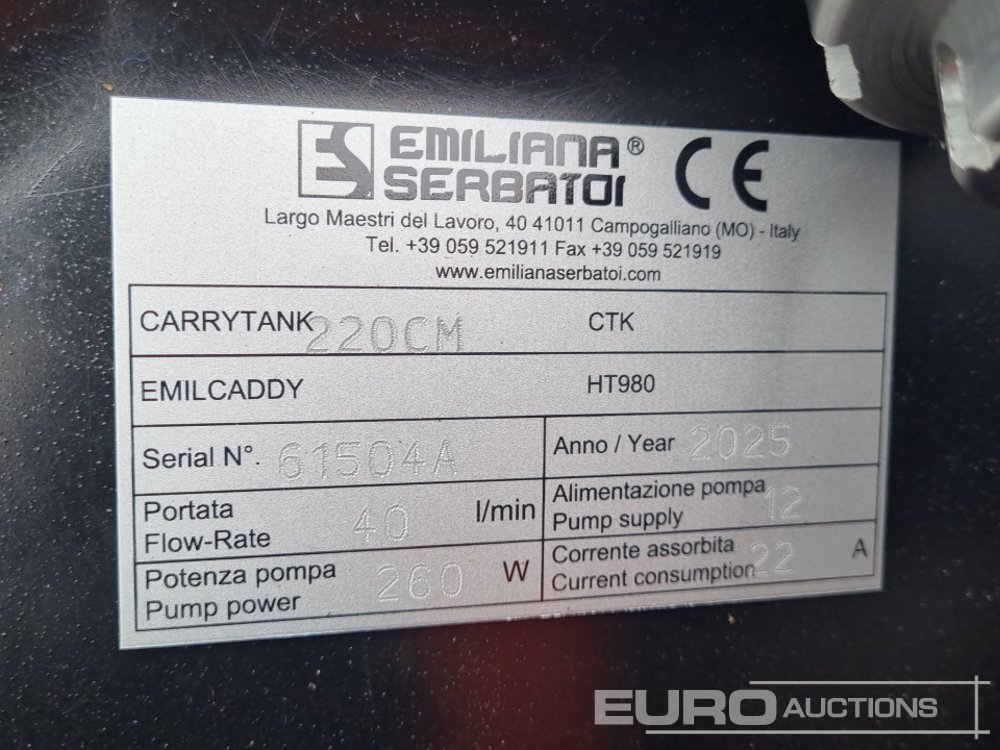 EMILIANA®
SERBATOI
CE
Largo Maestri del Lavoro, 40 41011 Campogalliano (MO) - Italy
Tel. +39 059 521911 Fax +39 059 521919
www.emilianaserbatoi.com
CARRYTANK 220CM CTK
EMILCADDY HT980
Serial N°. 61504A Anno / Year 2025
Portata
Flow-Rate 40 l/min
Alimentazione pompa
Pump supply 12
Potenza pompa
Pump power 260 W
Corrente assorbita
Current consumption 22 A
EURO AUCTIONS